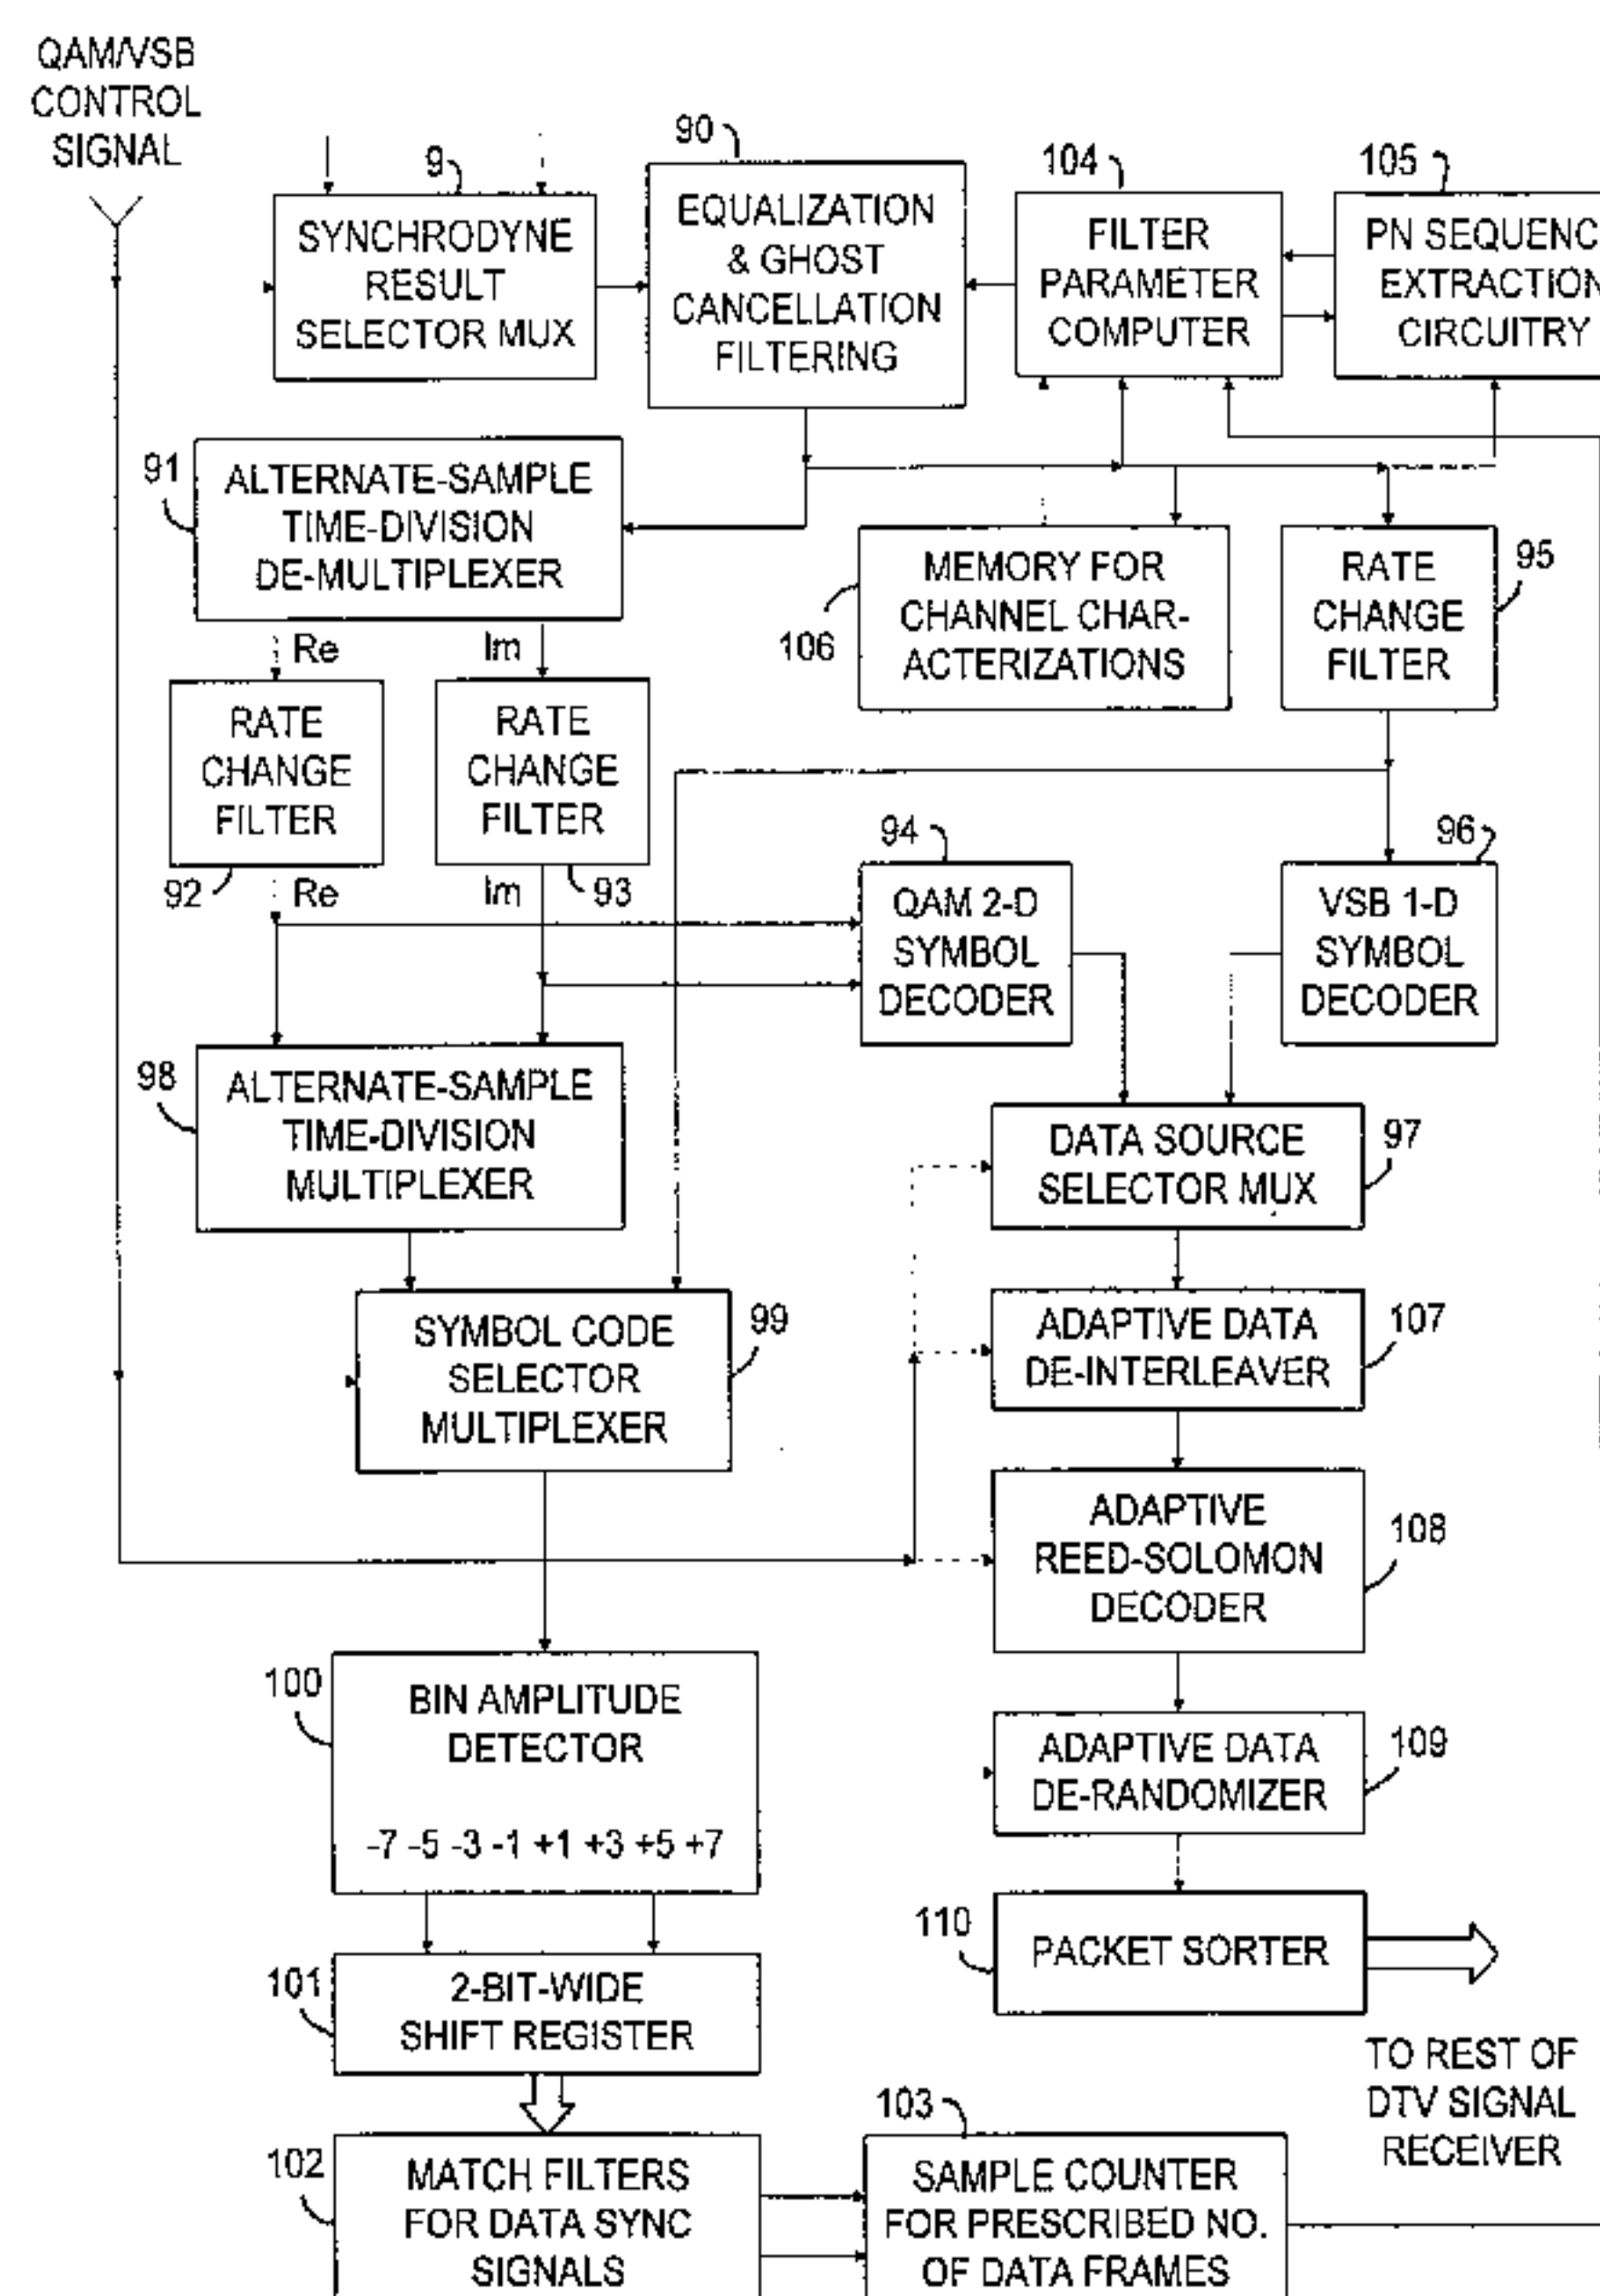 QAM/VSB
CONTROL
SIGNAL
9
SYNCHRODYNE
RESULT
SELECTOR MUX
90
EQUALIZATION
& GHOST
CANCELLATION
FILTERING
104
FILTER
PARAMETER
COMPUTER
105
PN SEQUENC
EXTRACTION
CIRCUITRY
91
ALTERNATE-SAMPLE
TIME-DIVISION
DE-MULTIPLEXER
106
MEMORY FOR
CHANNEL CHAR-
ACTERIZATIONS
95
RATE
CHANGE
FILTER
Re
Im
RATE
CHANGE
FILTER
92
RATE
CHANGE
FILTER
93
Re
Im
94
QAM 2-D
SYMBOL
DECODER
96
VSB 1-D
SYMBOL
DECODER
98
ALTERNATE-SAMPLE
TIME-DIVISION
MULTIPLEXER
97
DATA SOURCE
SELECTOR MUX
99
SYMBOL CODE
SELECTOR
MULTIPLEXER
107
ADAPTIVE DATA
DE-INTERLEAVER
108
ADAPTIVE
REED-SOLOMON
DECODER
100
BIN AMPLITUDE
DETECTOR
-7 -5 -3 -1 +1 +3 +5 +7
109
ADAPTIVE DATA
DE-RANDOMIZER
110
PACKET SORTER
101
2-BIT-WIDE
SHIFT REGISTER
TO REST OF
DTV SIGNAL
RECEIVER
102
MATCH FILTERS
FOR DATA SYNC
SIGNALS
103
SAMPLE COUNTER
FOR PRESCRIBED NO.
OF DATA FRAMES